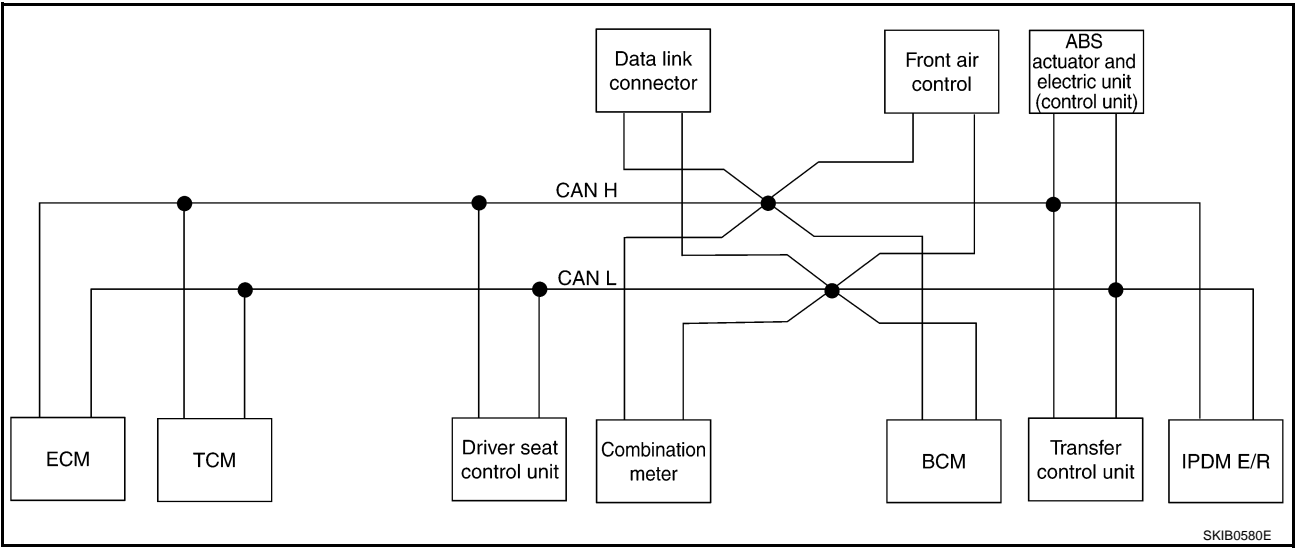 Data link
connector
Front air
control
ABS
actuator and
electric unit
(control unit)
CAN H
CAN L
ECM
TCM
Driver seat
control unit
Combination
meter
BCM
Transfer
control unit
IPDM E/R
SKIB0580E